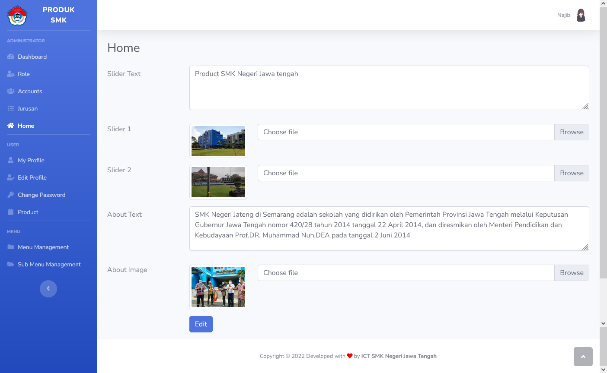 PRODUK
SMK
ADMINISTRATOR
Dashboard
Role
Accounts
Jurusan
Home
USER
My Profile
Edit Profile
Change Password
Product
MENU
Menu Management
Sub Menu Management
Najib
Home
Slider Text
Product SMK Negeri Jawa tengah
Slider 1
Choose file
Browse
Slider 2
Choose file
Browse
About Text
SMK Negeri Jateng di Semarang adalah sekolah yang didirikan oleh Pemerintah Provinsi Jawa Tengah melalui Keputusan
Gubernur Jawa Tengah nomor 420/28 tahun 2014 tanggal 22 April 2014, dan diresmikan oleh Menteri Pendidikan dan
Kebudayaan Prof.DR. Muhammad Nuh,DEA pada tanggal 2 Juni 2014
About Image
Choose file
Browse
Edit
Copyright © 2022 Developed with ❤ by ICT SMK Negeri Jawa Tengah